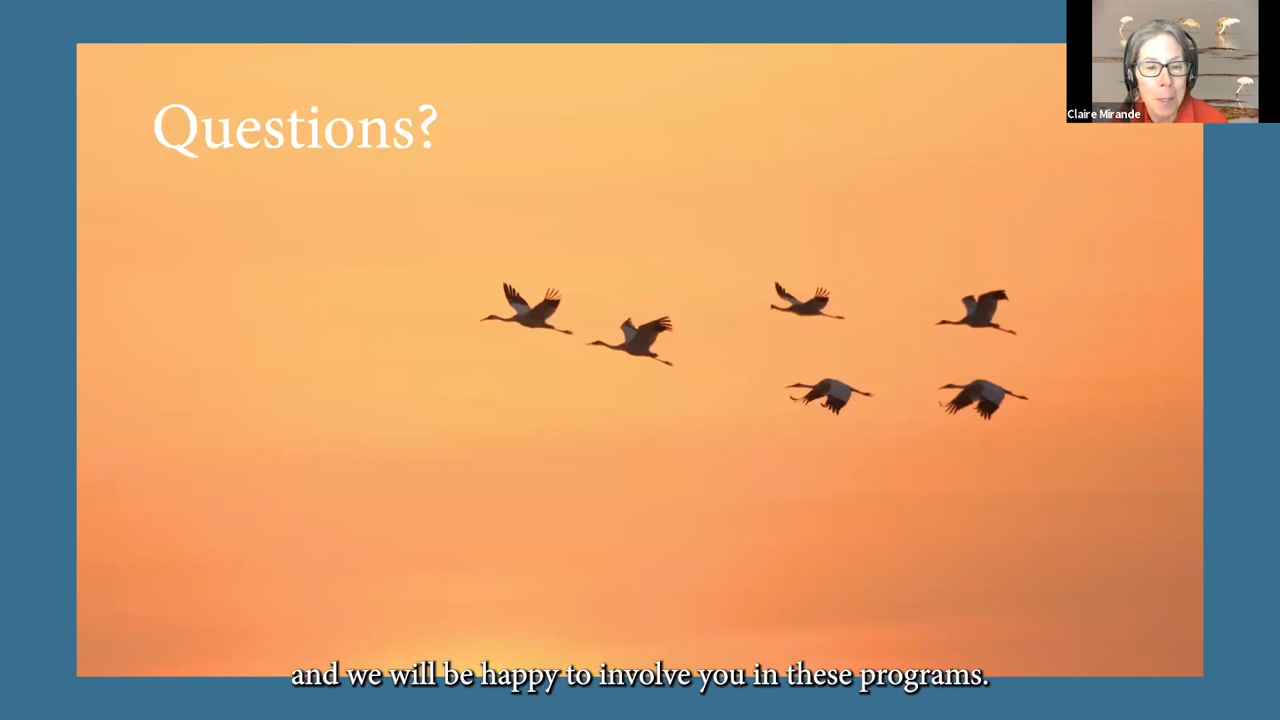 Questions?
Claire Mirande
and we will be happy to involve you in these programs.